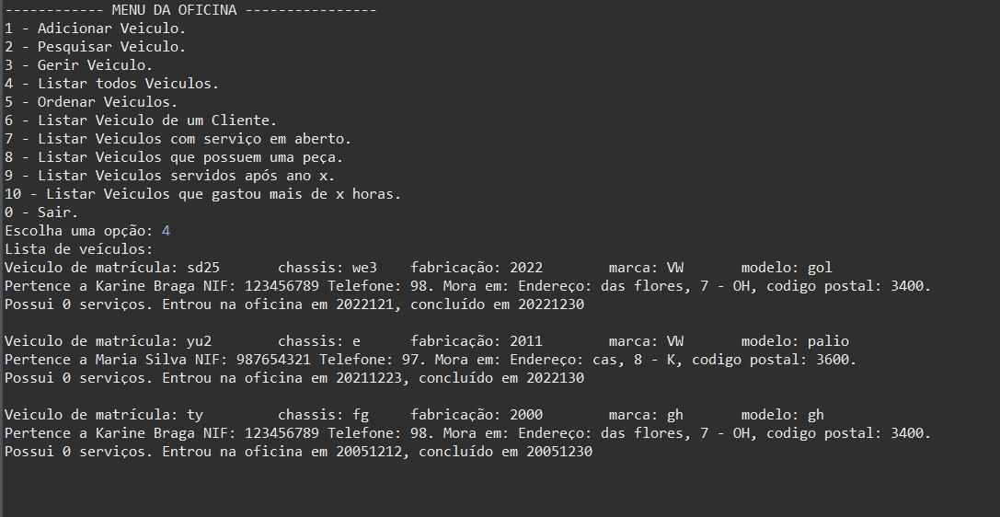 ------------ MENU DA OFICINA ----------------
1 - Adicionar Veiculo.
2 - Pesquisar Veiculo.
3 - Gerir Veiculo.
4 - Listar todos Veiculos.
5 - Ordenar Veiculos.
6 - Listar Veiculo de um Cliente.
7 - Listar Veiculos com serviço em aberto.
8 - Listar Veiculos que possuem uma peça.
9 - Listar Veiculos servidos após ano x.
10 - Listar Veiculos que gastou mais de x horas.
0 - Sair.
Escolha uma opção: 4
Lista de veículos:
Veiculo de matrícula: sd25       chassis: we3    fabricação: 2022        marca: VW       modelo: gol
Pertence a Karine Braga NIF: 123456789 Telefone: 98. Mora em: Endereço: das flores, 7 - OH, codigo postal: 3400.
Possui 0 serviços. Entrou na oficina em 2022121, concluído em 20221230
Veiculo de matrícula: yu2        chassis: e      fabricação: 2011        marca: VW       modelo: palio
Pertence a Maria Silva NIF: 987654321 Telefone: 97. Mora em: Endereço: cas, 8 - K, codigo postal: 3600.
Possui 0 serviços. Entrou na oficina em 20211223, concluído em 2022130
Veiculo de matrícula: ty         chassis: fg     fabricação: 2000        marca: gh       modelo: gh
Pertence a Karine Braga NIF: 123456789 Telefone: 98. Mora em: Endereço: das flores, 7 - OH, codigo postal: 3400.
Possui 0 serviços. Entrou na oficina em 20051212, concluído em 20051230